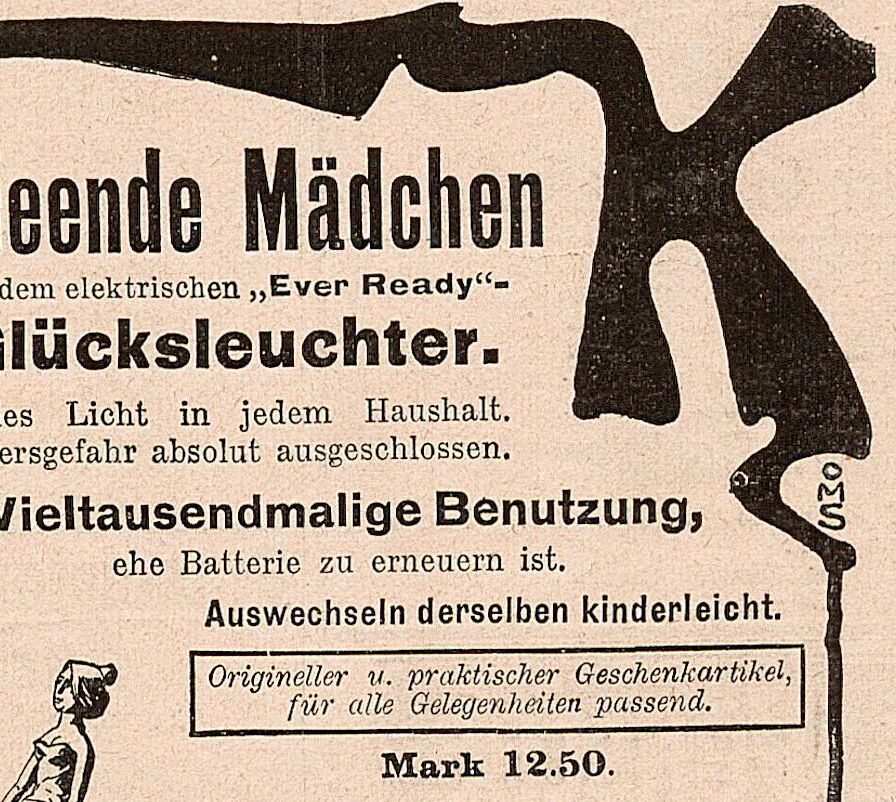 eende Mädchen
dem elektrischen „Ever Ready“-
lücksleuchter.
es Licht in jedem Haushalt.
ersgefahr absolut ausgeschlossen.
Vieltausendmalige Benutzung,
ehe Batterie zu erneuern ist.
Auswechseln derselben kinderleicht.
Origineller u. praktischer Geschenkartikel,
für alle Gelegenheiten passend.
Mark 12.50.